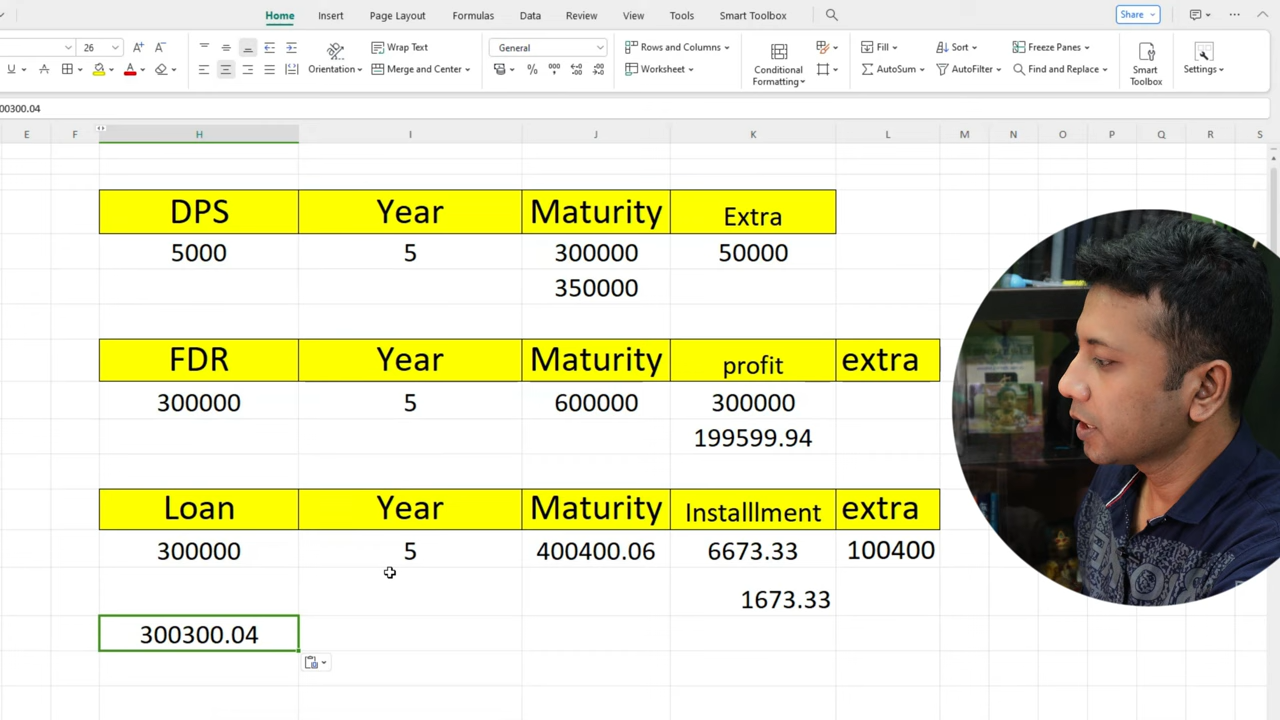 Home Insert Page Layout Formulas Data Review View Tools Smart Toolbox Share
26 A+ A- Wrap Text General Rows and Columns Fill Sort Freeze Panes
U A A Orientation Merge and Center % Worksheet Conditional Formatting AutoSum AutoFilter Find and Replace Smart Toolbox Settings
00300.04
E F H I J K L M N O P Q R S
DPS Year Maturity Extra
5000 5 300000 50000
350000
FDR Year Maturity profit extra
300000 5 600000 300000
199599.94
Loan Year Maturity Installlment extra
300000 5 400400.06 6673.33 100400
1673.33
300300.04